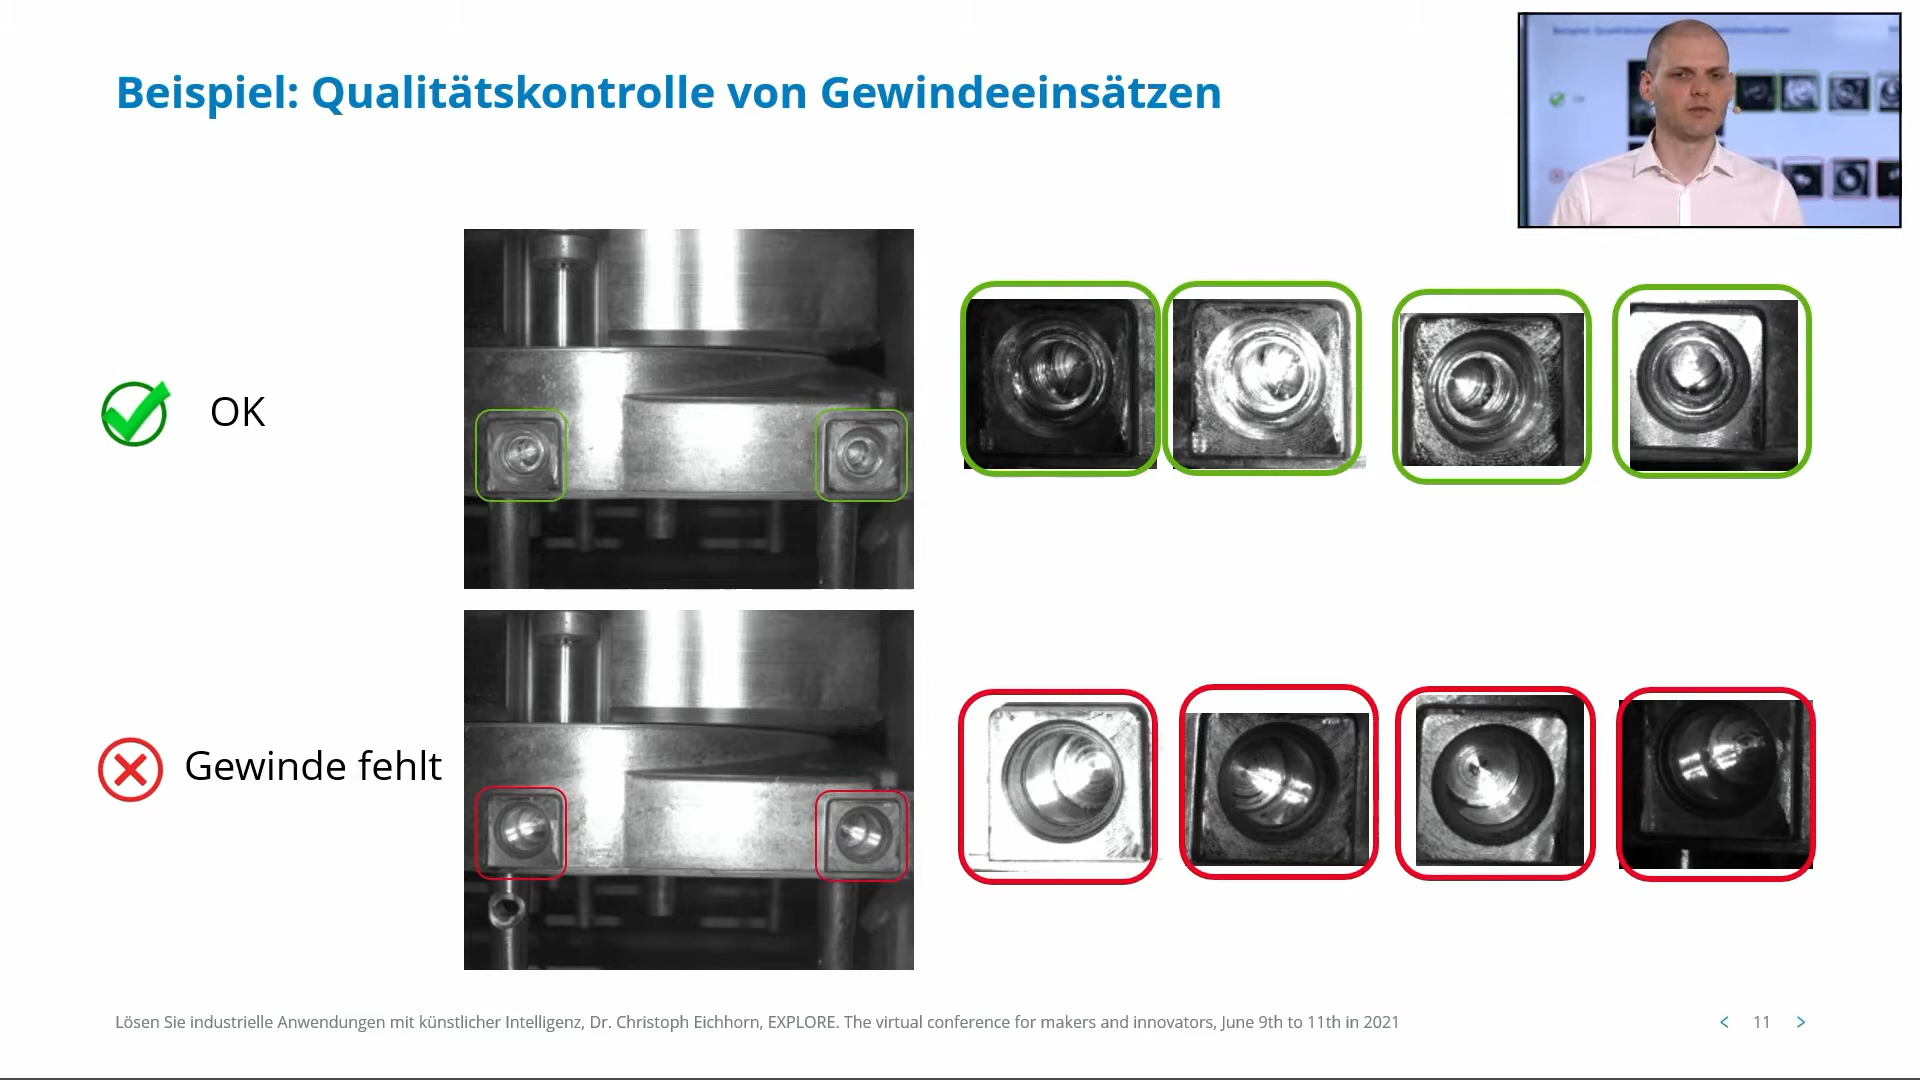 Beispiel: Qualitätskontrolle von Gewindeeinsätzen
OK
Gewinde fehlt
Lösen Sie industrielle Anwendungen mit künstlicher Intelligenz, Dr. Christoph Eichhorn, EXPLORE. The virtual conference for makers and innovators, June 9th to 11th in 2021
< 11 >